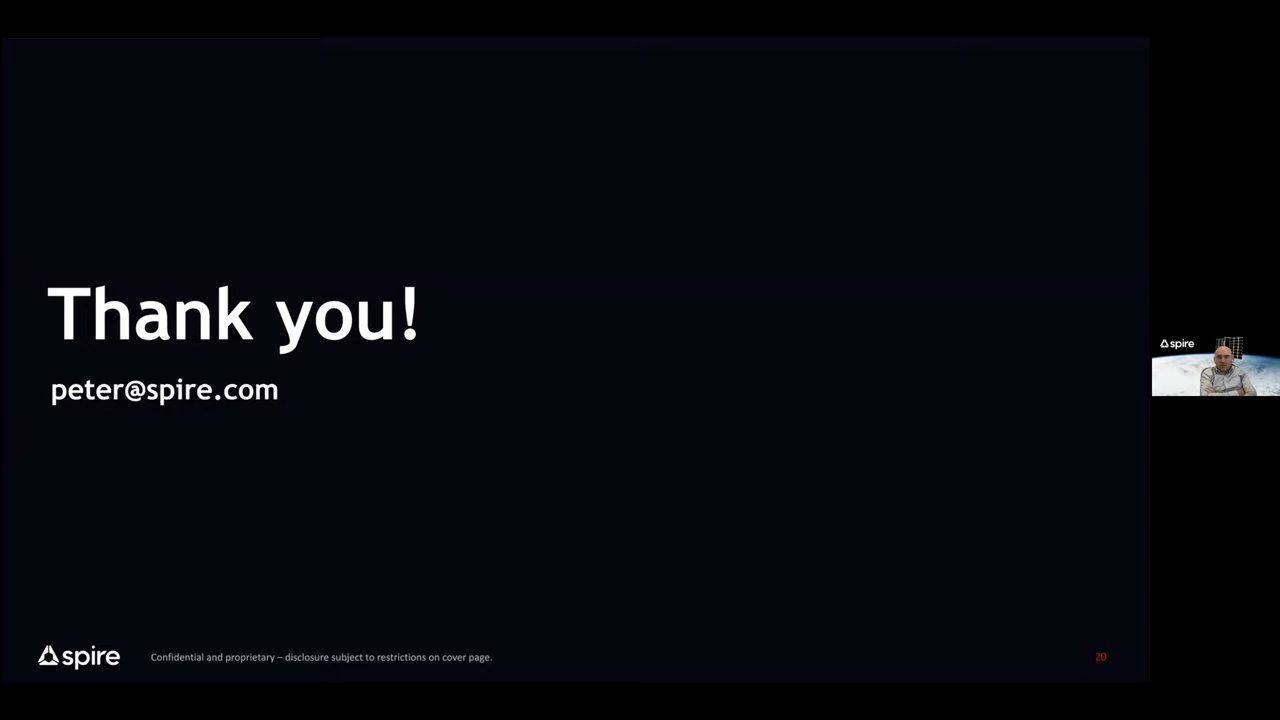 Thank you!
peter@spire.com
spire
spire
Confidential and proprietary – disclosure subject to restrictions on cover page.
20